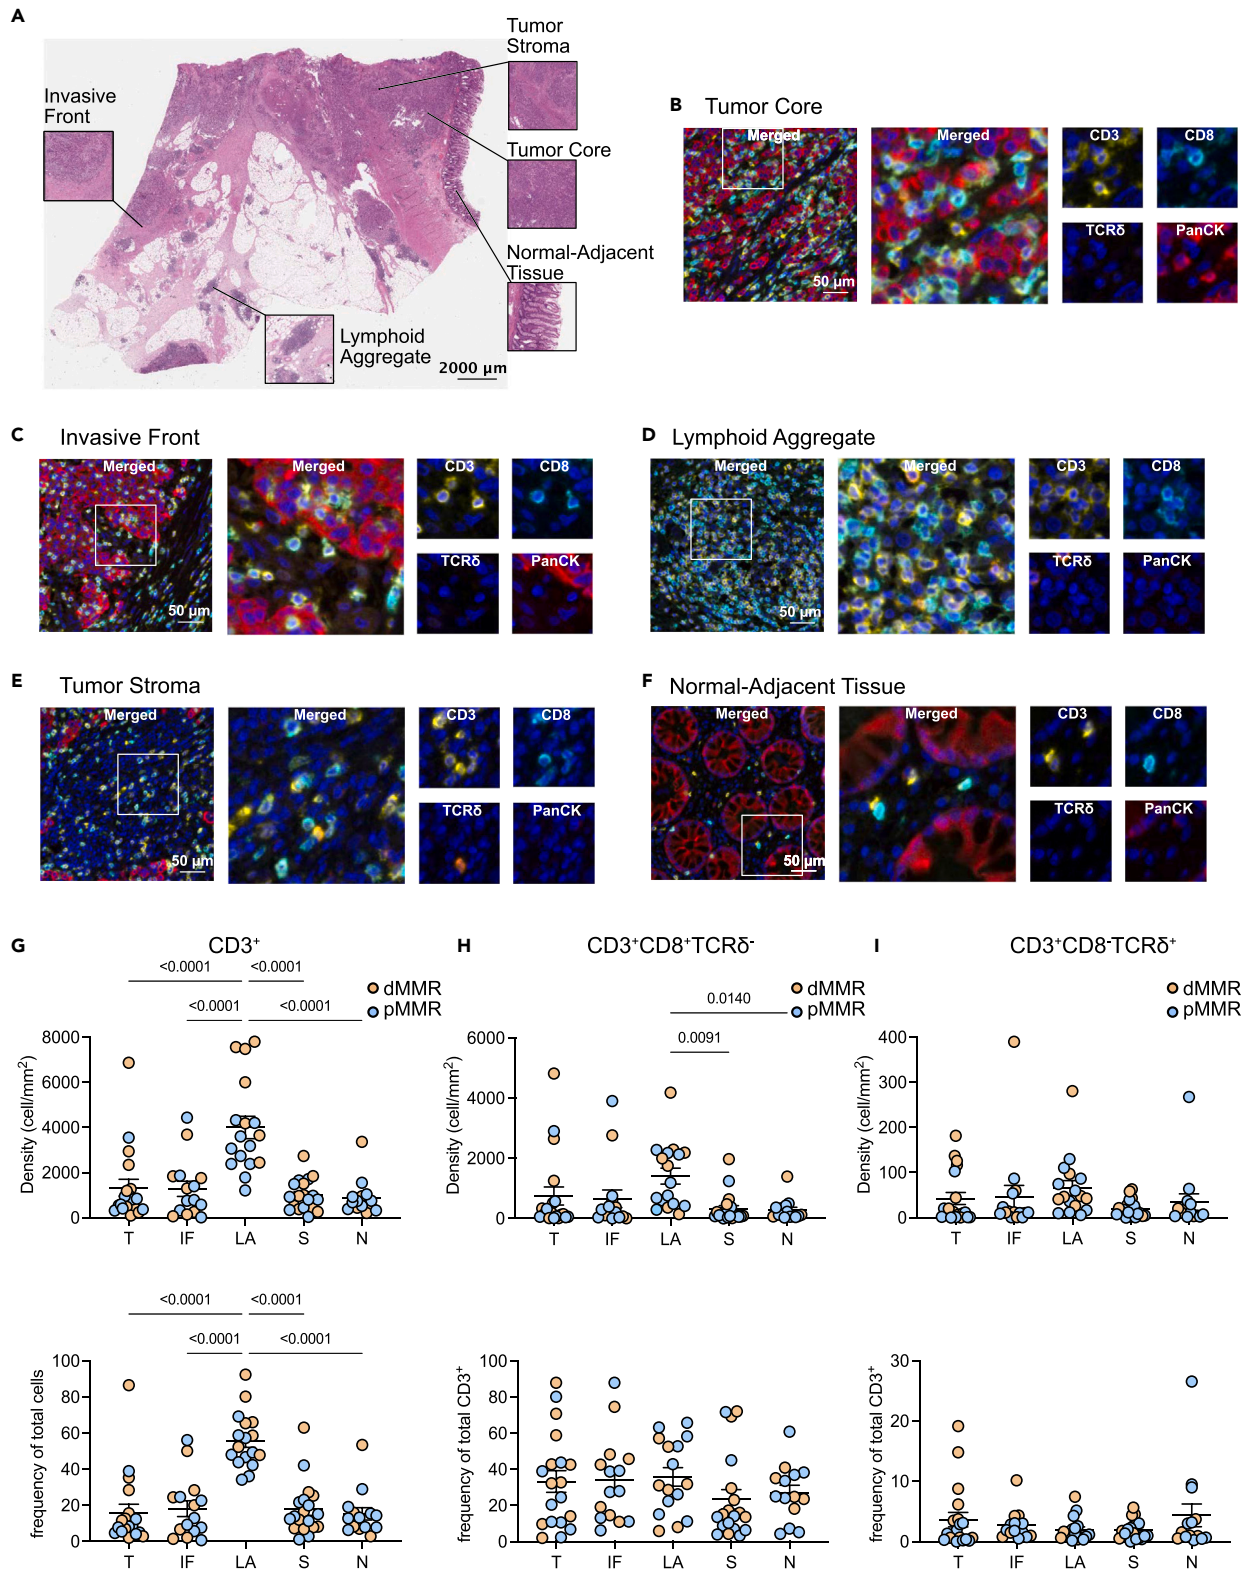 A
Tumor
Stroma
Invasive
Front
Tumor Core
Normal-Adjacent
Tissue
Lymphoid
Aggregate
2000 µm
B Tumor Core
Merged
Merged
CD3
CD8
TCRδ
PanCK
50 µm
C Invasive Front
Merged
Merged
CD3
CD8
TCRδ
PanCK
50 µm
D Lymphoid Aggregate
Merged
Merged
CD3
CD8
TCRδ
PanCK
50 µm
E Tumor Stroma
Merged
Merged
CD3
CD8
TCRδ
PanCK
50 µm
F Normal-Adjacent Tissue
Merged
Merged
CD3
CD8
TCRδ
PanCK
50 µm
G CD3⁺
<0.0001 <0.0001
<0.0001 <0.0001
dMMR
pMMR
Density (cell/mm²)
8000
6000
4000
2000
0
T IF LA S N
<0.0001 <0.0001
<0.0001 <0.0001
frequency of total cells
100
80
60
40
20
0
T IF LA S N
H CD3⁺CD8⁺TCRδ⁻
dMMR
pMMR
0.0140
0.0091
Density (cell/mm²)
6000
4000
2000
0
T IF LA S N
frequency of total CD3⁺
100
80
60
40
20
0
T IF LA S N
I CD3⁺CD8⁻TCRδ⁺
dMMR
pMMR
Density (cell/mm²)
400
300
200
100
0
T IF LA S N
frequency of total CD3⁺
30
20
10
0
T IF LA S N